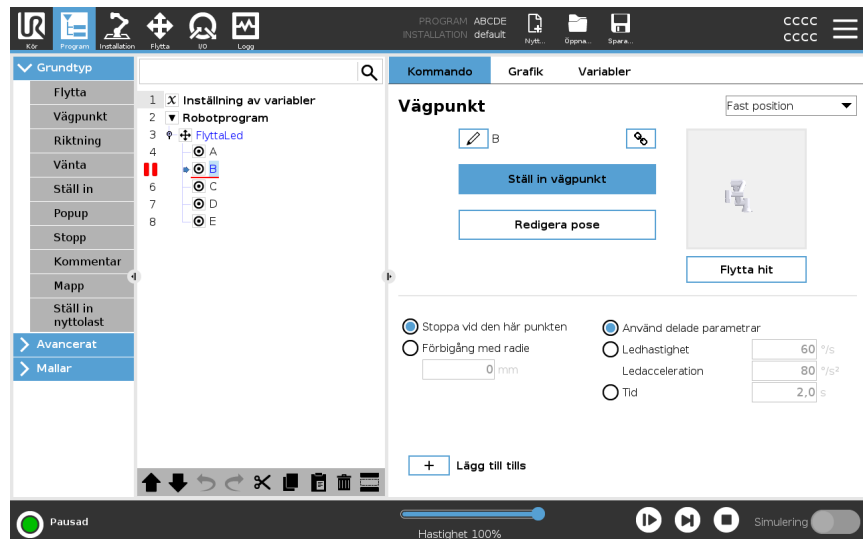 UR
Kör
Program
Installation
Flytta
I/O
Logg
PROGRAM ABCDE
INSTALLATION default
Nytt...
Öppna...
Spara...
cccc
cccc
Grundtyp
Flytta
Vägpunkt
Riktning
Vänta
Ställ in
Popup
Stopp
Kommentar
Mapp
Ställ in
nyttolast
Avancerat
Mallar
1 X Inställning av variabler
2 Robotprogram
3 FlyttaLed
4 A
B
6 C
7 D
8 E
Kommando
Grafik
Variabler
Vägpunkt
Fast position
B
Ställ in vägpunkt
Redigera pose
Flytta hit
Stoppa vid den här punkten
Förbigång med radie
0 mm
Använd delade parametrar
Ledhastighet 60 °/s
Ledacceleration 80 °/s²
Tid 2,0 s
+ Lägg till tills
Pausad
Hastighet 100%
Simulering